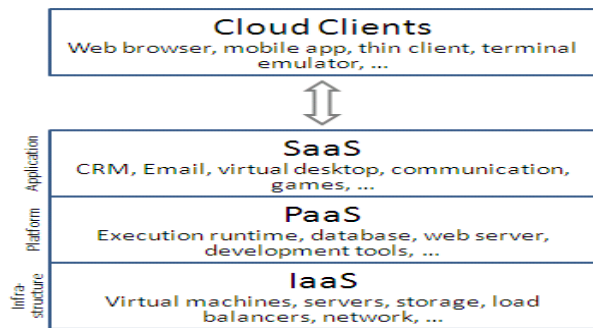 Cloud Clients
Web browser, mobile app, thin client, terminal
emulator, ...
Application
SaaS
CRM, Email, virtual desktop, communication,
games, ...
Platform
PaaS
Execution runtime, database, web server,
development tools, ...
Infra-
structure
IaaS
Virtual machines, servers, storage, load
balancers, network, ...